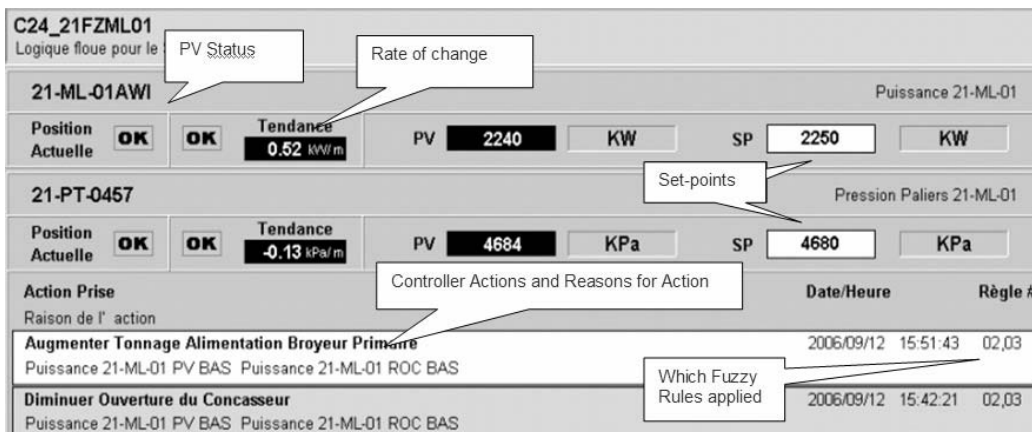 C24_21FZML01
Logique floue pour le
PV Status
Rate of change
21-ML-01AWI
Puissance 21-ML-01
Position Actuelle OK OK Tendance 0.52 kW/m PV 2240 KW SP 2250 KW
Set-points
21-PT-0457
Pression Paliers 21-ML-01
Position Actuelle OK OK Tendance -0.13 kPa/m PV 4684 KPa SP 4680 KPa
Controller Actions and Reasons for Action
Action Prise Date/Heure Règle #
Raison de l' action
Augmenter Tonnage Alimentation Broyeur Primaire 2006/09/12 15:51:43 02,03
Puissance 21-ML-01 PV BAS Puissance 21-ML-01 ROC BAS
Which Fuzzy
Rules applied
Diminuer Ouverture du Concasseur 2006/09/12 15:42:21 02,03
Puissance 21-ML-01 PV BAS Puissance 21-ML-01 ROC BAS